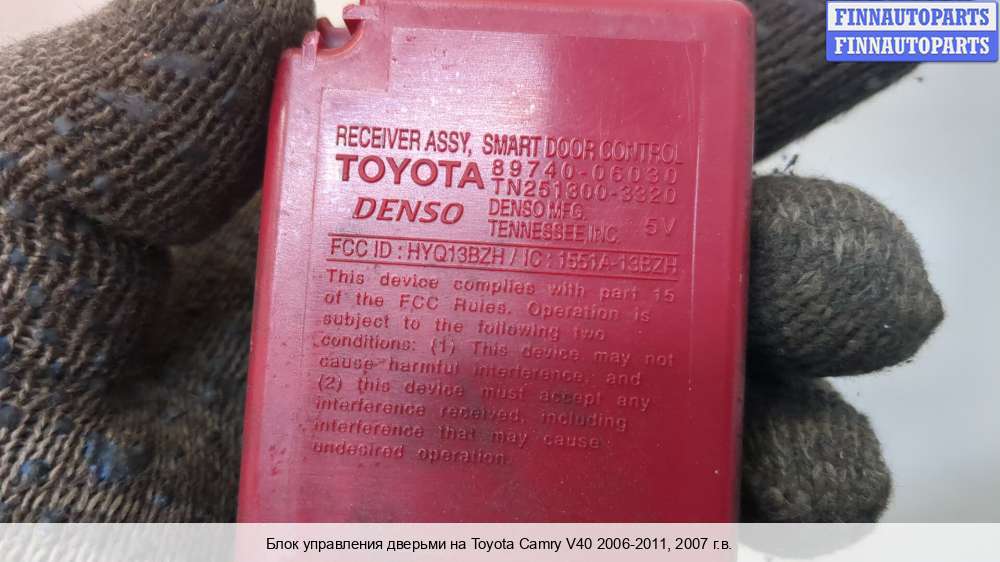 FINNAUTOPARTS
FINNAUTOPARTS
RECEIVER ASSY, SMART DOOR CONTROL
TOYOTA 89740-06030
TN251300-3320
DENSO DENSO MFG. 5V
TENNESSEE INC.
FCC ID : HYQ13BZH / IC : 1551A-13BZH
This device complies with part 15
of the FCC Rules. Operation is
subject to the following two
conditions: (1) This device may not
cause harmful interference, and
(2) this device must accept any
interference received, including
interference that may cause
undesired operation.
Блок управления дверьми на Toyota Camry V40 2006-2011, 2007 г.в.